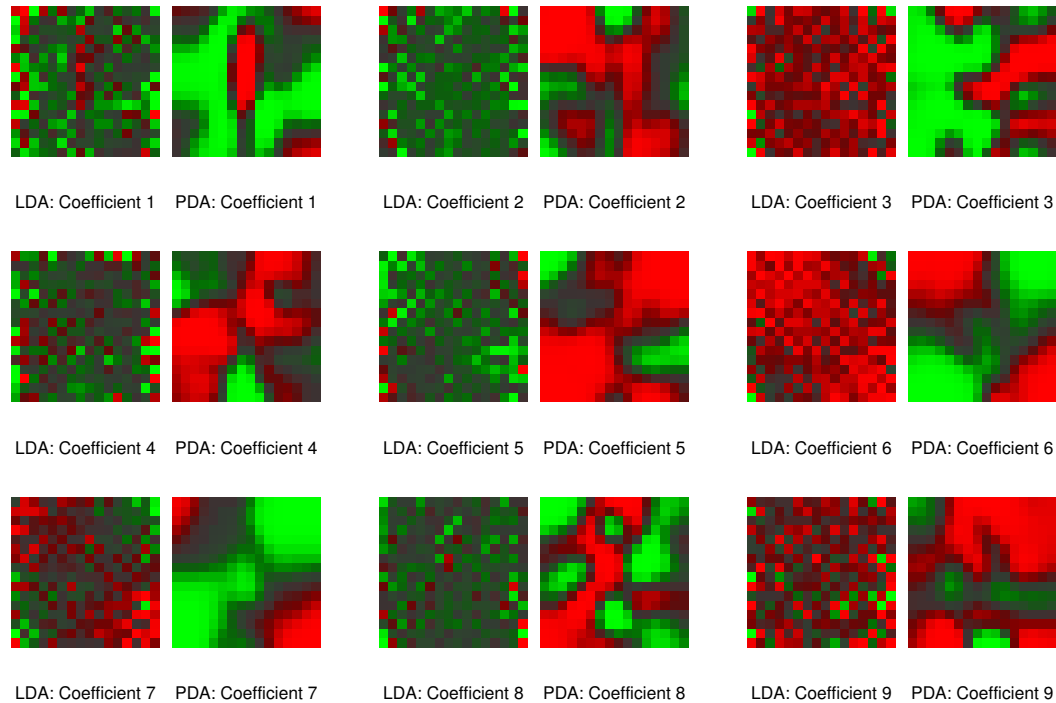 LDA: Coefficient 1 PDA: Coefficient 1 LDA: Coefficient 2 PDA: Coefficient 2 LDA: Coefficient 3 PDA: Coefficient 3
LDA: Coefficient 4 PDA: Coefficient 4 LDA: Coefficient 5 PDA: Coefficient 5 LDA: Coefficient 6 PDA: Coefficient 6
LDA: Coefficient 7 PDA: Coefficient 7 LDA: Coefficient 8 PDA: Coefficient 8 LDA: Coefficient 9 PDA: Coefficient 9